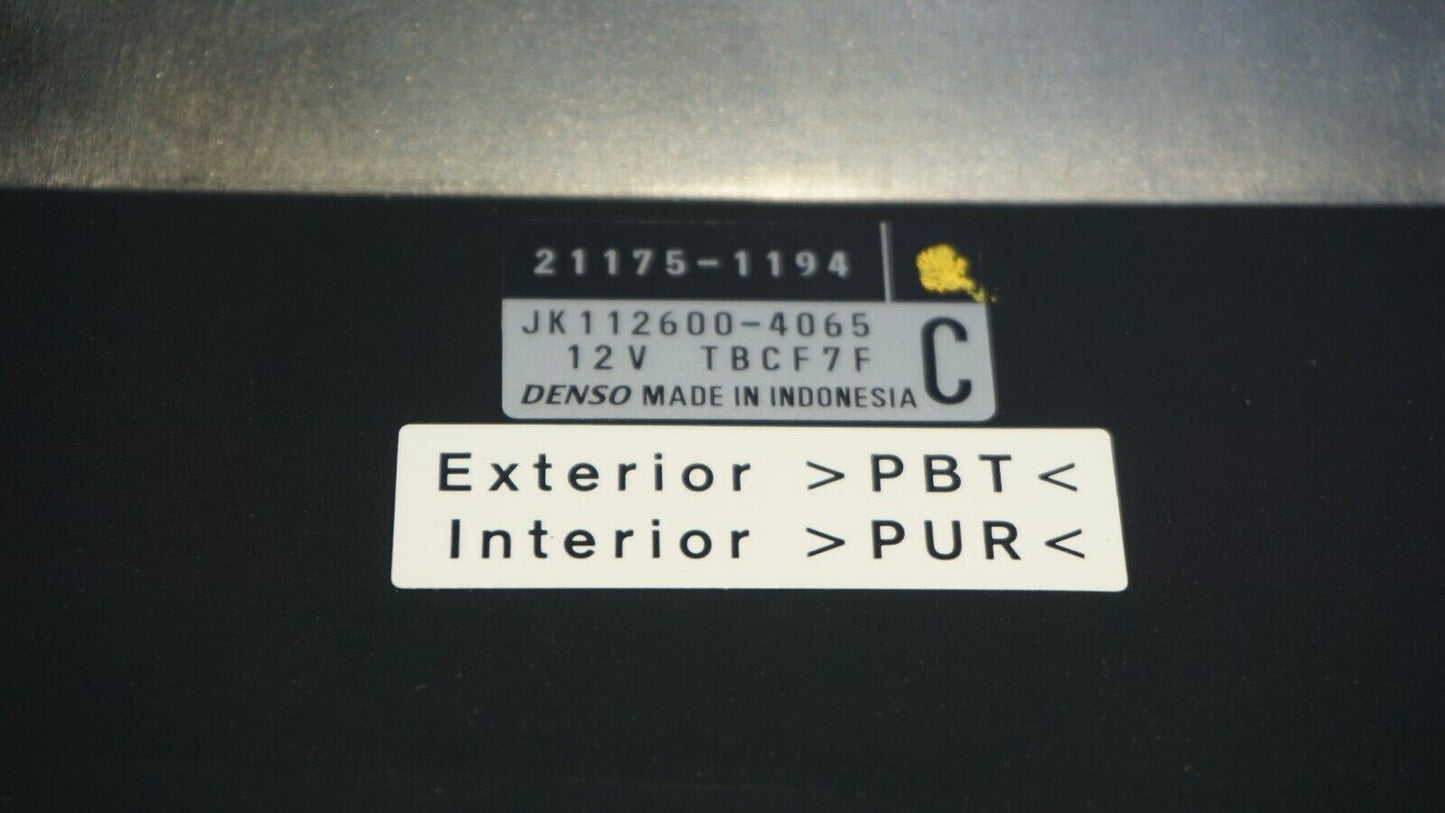 21175-1194
JK112600-4065
12V TBCF7F
C
DENSO MADE IN INDONESIA
Exterior >PBT<
Interior >PUR<